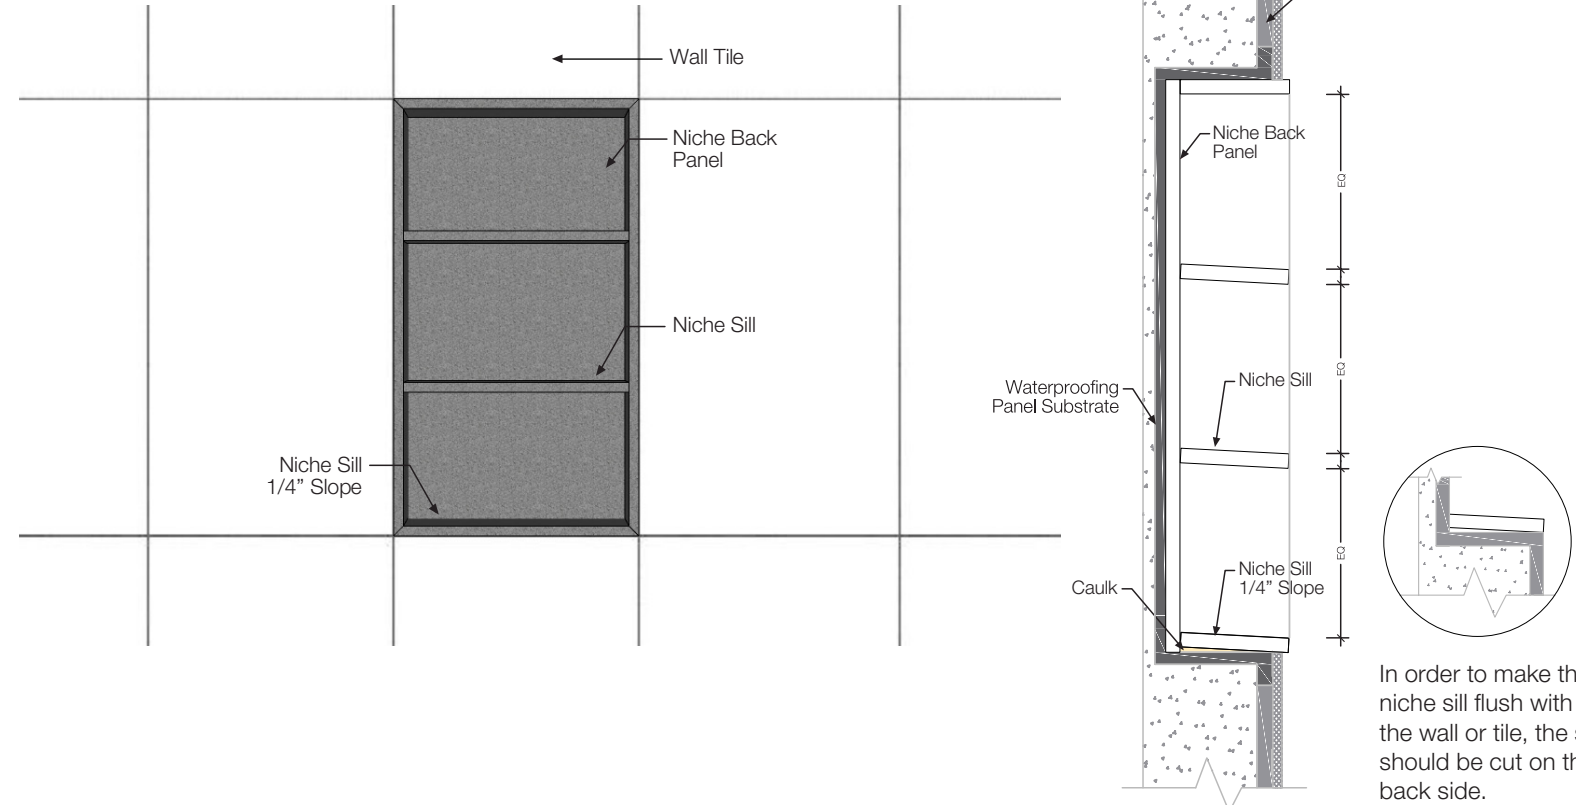 Wall Tile
Niche Back
Panel
Niche Sill
Niche Sill
1/4” Slope
Niche Back
Panel
EQ
EQ
Niche Sill
Waterproofing
Panel Substrate
EQ
Niche Sill
1/4” Slope
Caulk
In order to make
niche sill flush with
the wall or tile, the
should be cut on
back side.